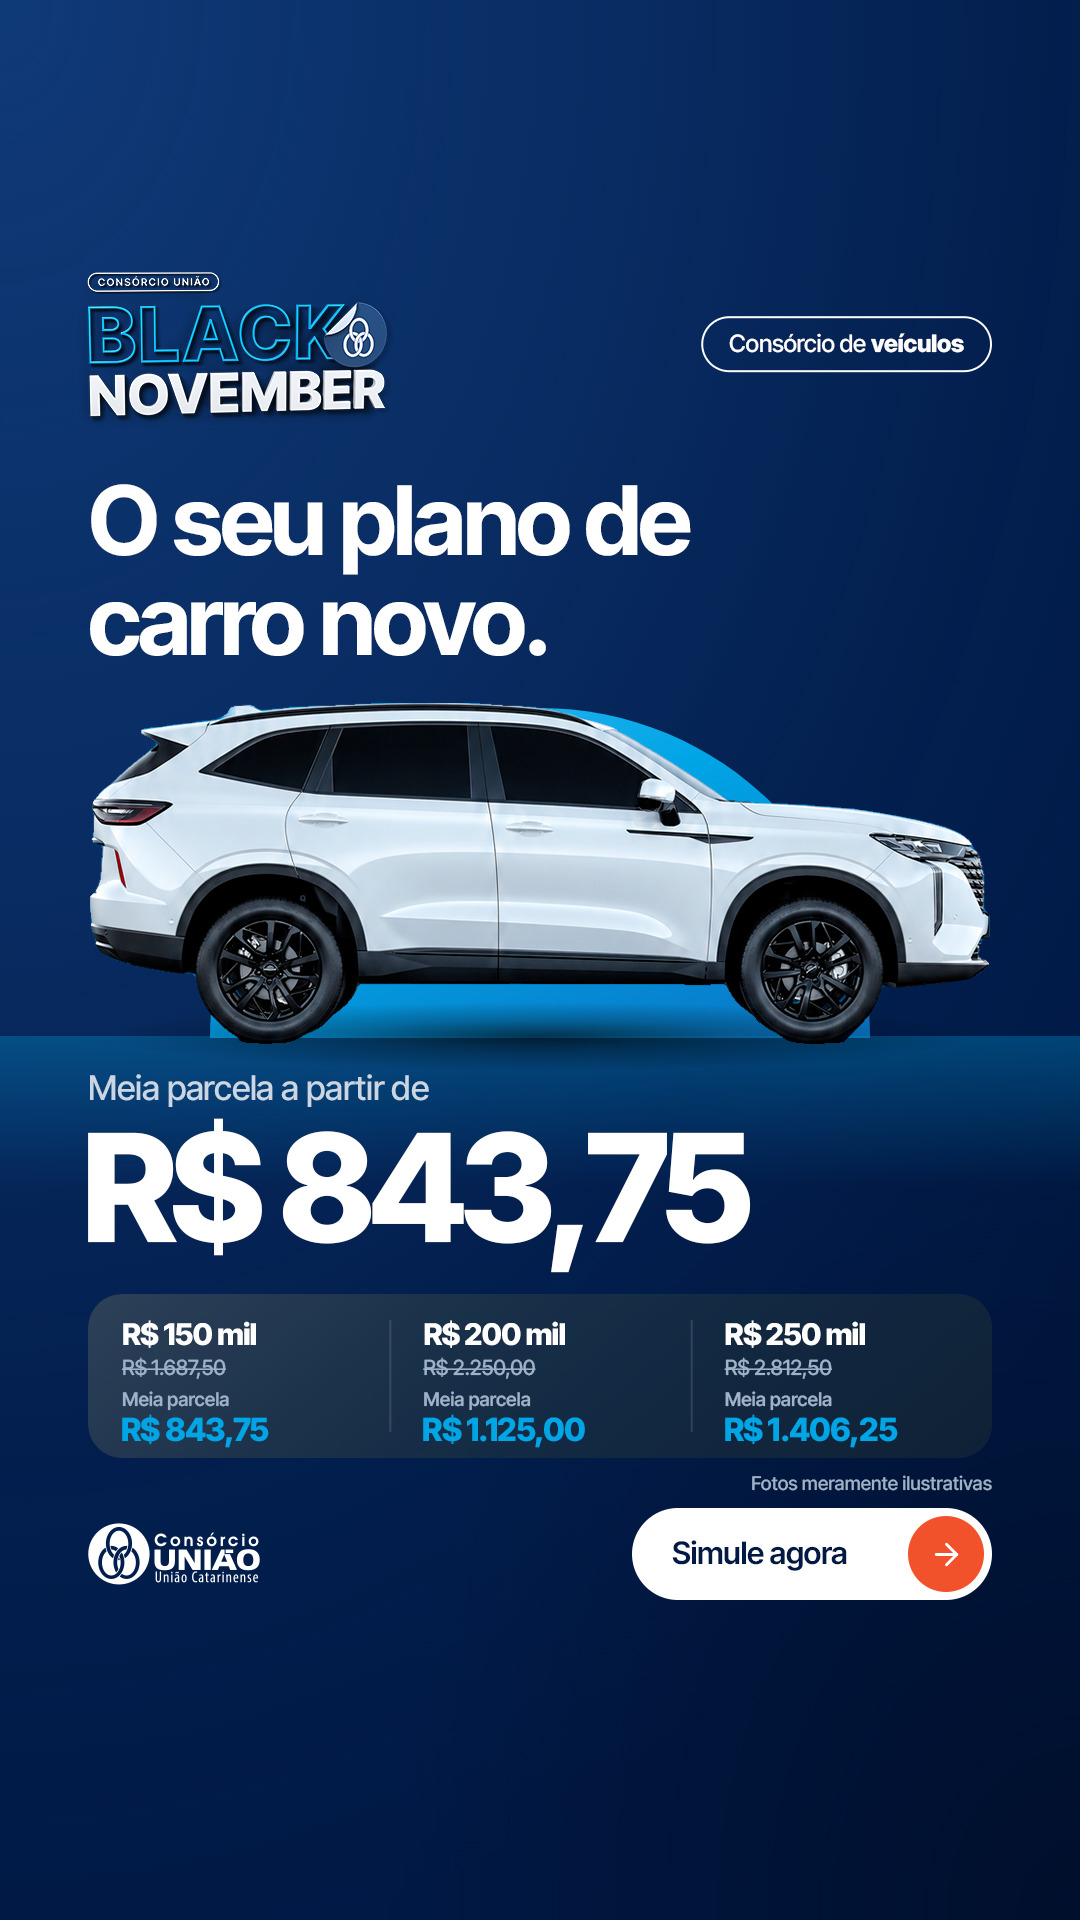 CONSÓRCIO UNIÃO
BLACK
NOVEMBER
Consórcio de veículos
O seu plano de
carro novo.
Meia parcela a partir de
R$ 843,75
R$ 150 mil
R$ 1.687,50
Meia parcela
R$ 843,75
R$ 200 mil
R$ 2.250,00
Meia parcela
R$ 1.125,00
R$ 250 mil
R$ 2.812,50
Meia parcela
R$ 1.406,25
Fotos meramente ilustrativas
Consórcio
UNIÃO
União Catarinense
Simule agora